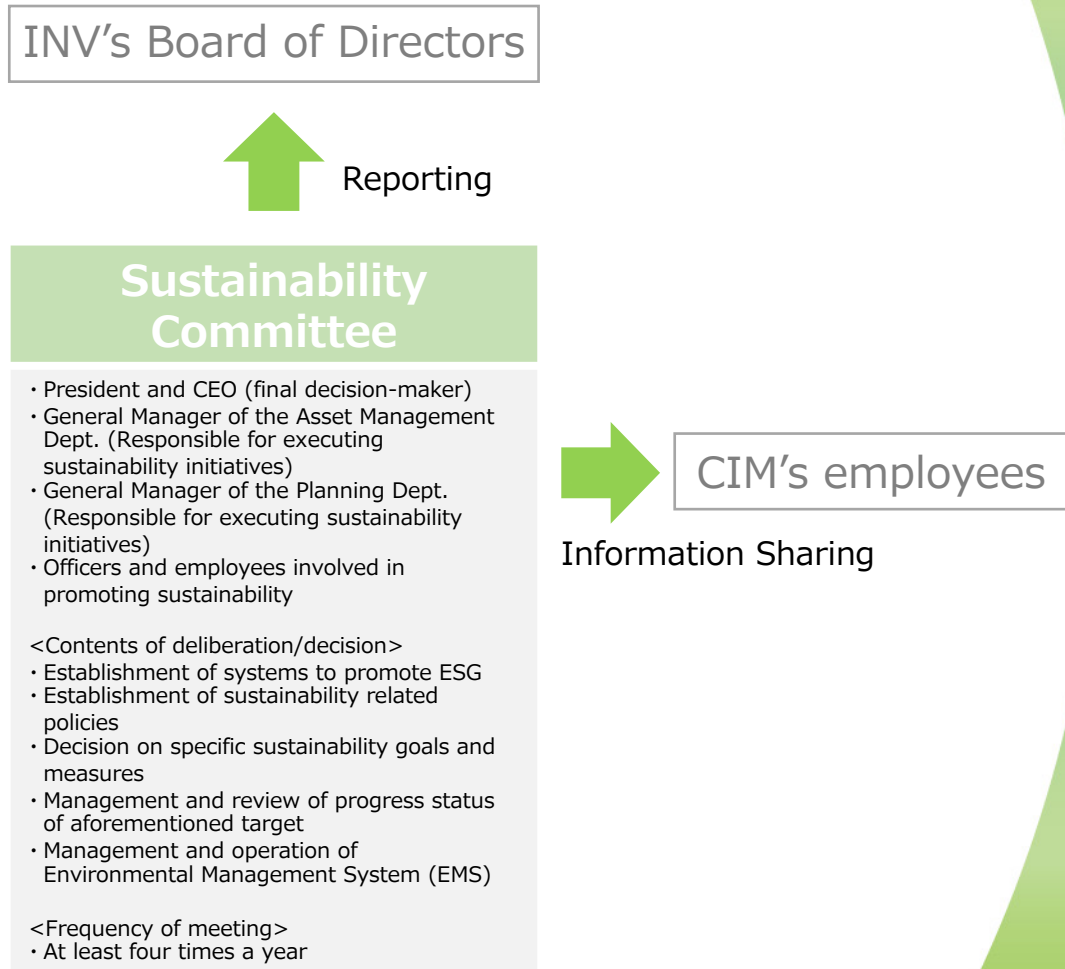 INV’s Board of Directors
Reporting
Sustainability
Committee
・President and CEO (final decision-maker)
・General Manager of the Asset Management
Dept. (Responsible for executing
sustainability initiatives)
・General Manager of the Planning Dept.
(Responsible for executing sustainability
initiatives)
・Officers and employees involved in
promoting sustainability
<Contents of deliberation/decision>
・Establishment of systems to promote ESG
・Establishment of sustainability related
policies
・Decision on specific sustainability goals and
measures
・Management and review of progress status
of aforementioned target
・Management and operation of
Environmental Management System (EMS)
<Frequency of meeting>
・At least four times a year
CIM’s employees
Information Sharing